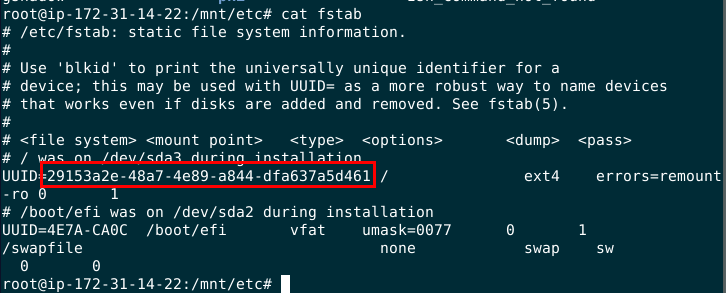 root@ip-172-31-14-22:/mnt/etc# cat fstab
# /etc/fstab: static file system information.
#
# Use 'blkid' to print the universally unique identifier for a
# device; this may be used with UUID= as a more robust way to name devices
# that works even if disks are added and removed. See fstab(5).
#
# <file system> <mount point>   <type>  <options>       <dump>  <pass>
# / was on /dev/sda3 during installation
UUID=29153a2e-48a7-4e89-a844-dfa637a5d461 /               ext4    errors=remount
-ro 0       1
# /boot/efi was on /dev/sda2 during installation
UUID=4E7A-CA0C  /boot/efi       vfat    umask=0077      0       1
/swapfile                                 none            swap    sw
  0       0
root@ip-172-31-14-22:/mnt/etc#